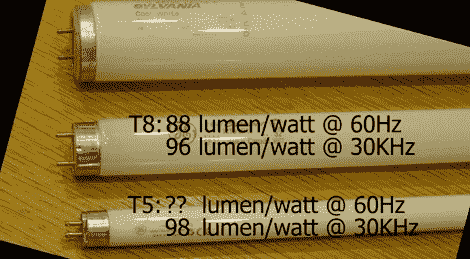 SYLVANIA
T8: 88 lumen/watt @ 60Hz
96 lumen/watt @ 30KHz
T5: ?? lumen/watt @ 60Hz
98 lumen/watt @ 30KHz